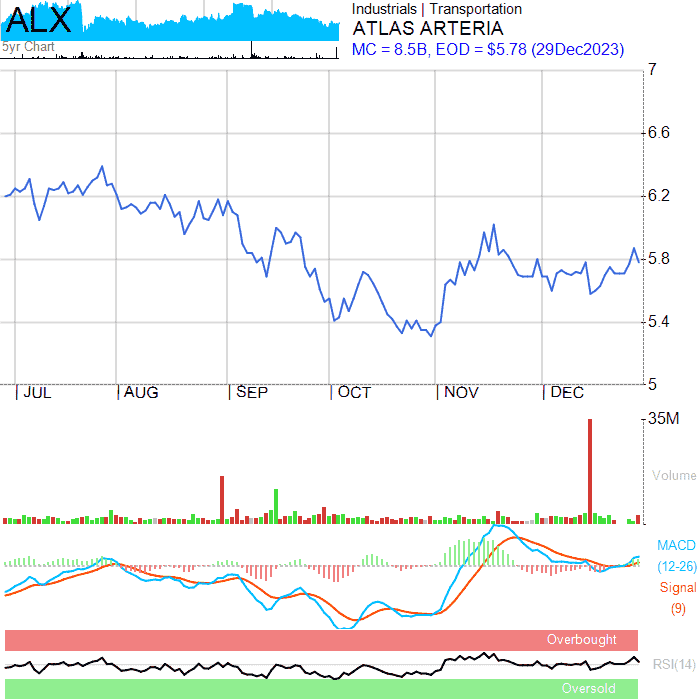 ALX
5yr Chart
Industrials | Transportation
ATLAS ARTERIA
MC = 8.5B, EOD = $5.78 (29Dec2023)
7
6.6
6.2
5.8
5.4
5
| JUL | AUG | SEP | OCT | NOV | DEC
35M
Volume
MACD
(12-26)
Signal
(9)
Overbought
RSI(14)
Oversold